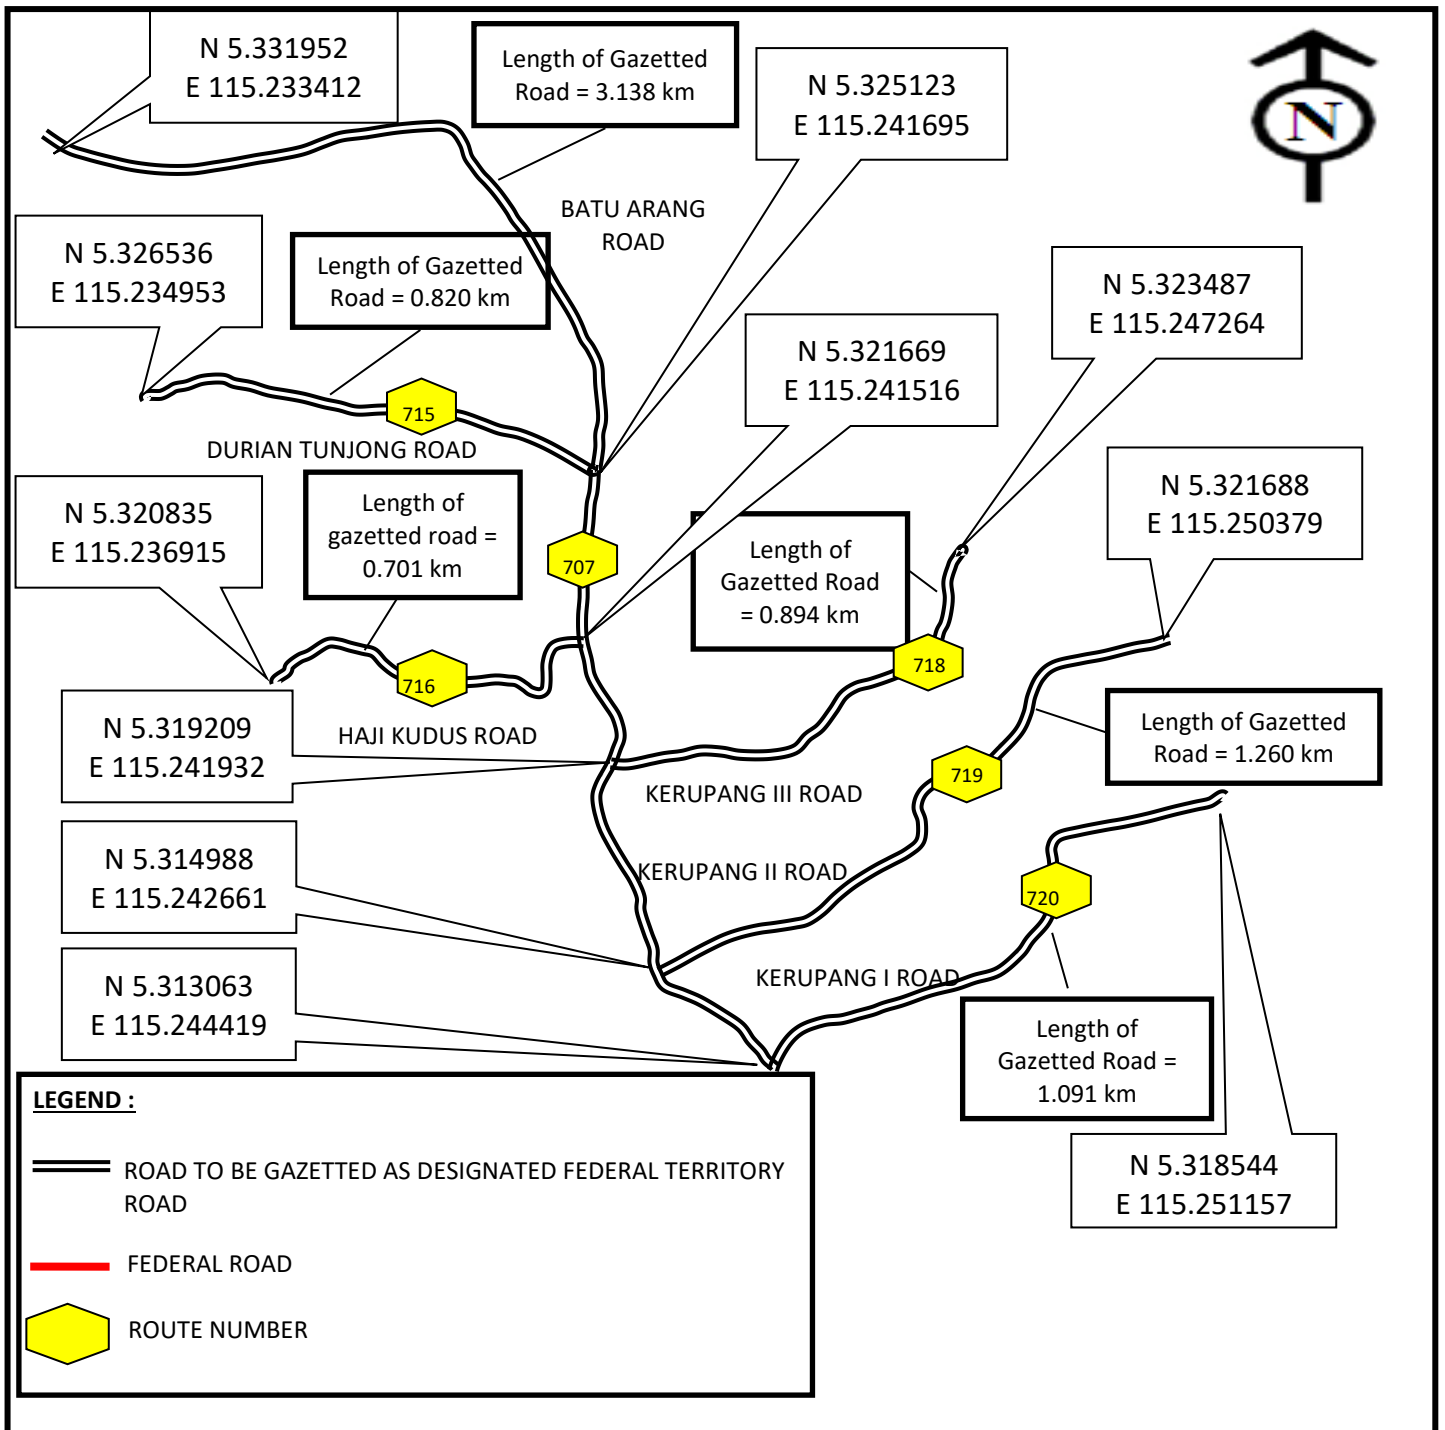 N 5.331952
E 115.233412
Length of Gazetted
Road = 3.138 km
N 5.325123
E 115.241695
N
BATU ARANG
ROAD
N 5.326536
E 115.234953
Length of Gazetted
Road = 0.820 km
N 5.323487
E 115.247264
N 5.321669
E 115.241516
715
DURIAN TUNJONG ROAD
N 5.320835
E 115.236915
Length of
gazetted road =
0.701 km
707
Length of
Gazetted Road
= 0.894 km
N 5.321688
E 115.250379
718
716
N 5.319209
E 115.241932
HAJI KUDUS ROAD
Length of Gazetted
Road = 1.260 km
719
KERUPANG III ROAD
N 5.314988
E 115.242661
KERUPANG II ROAD
720
N 5.313063
E 115.244419
KERUPANG I ROAD
Length of
Gazetted Road =
1.091 km
N 5.318544
E 115.251157
LEGEND :
ROAD TO BE GAZETTED AS DESIGNATED FEDERAL TERRITORY
ROAD
FEDERAL ROAD
ROUTE NUMBER